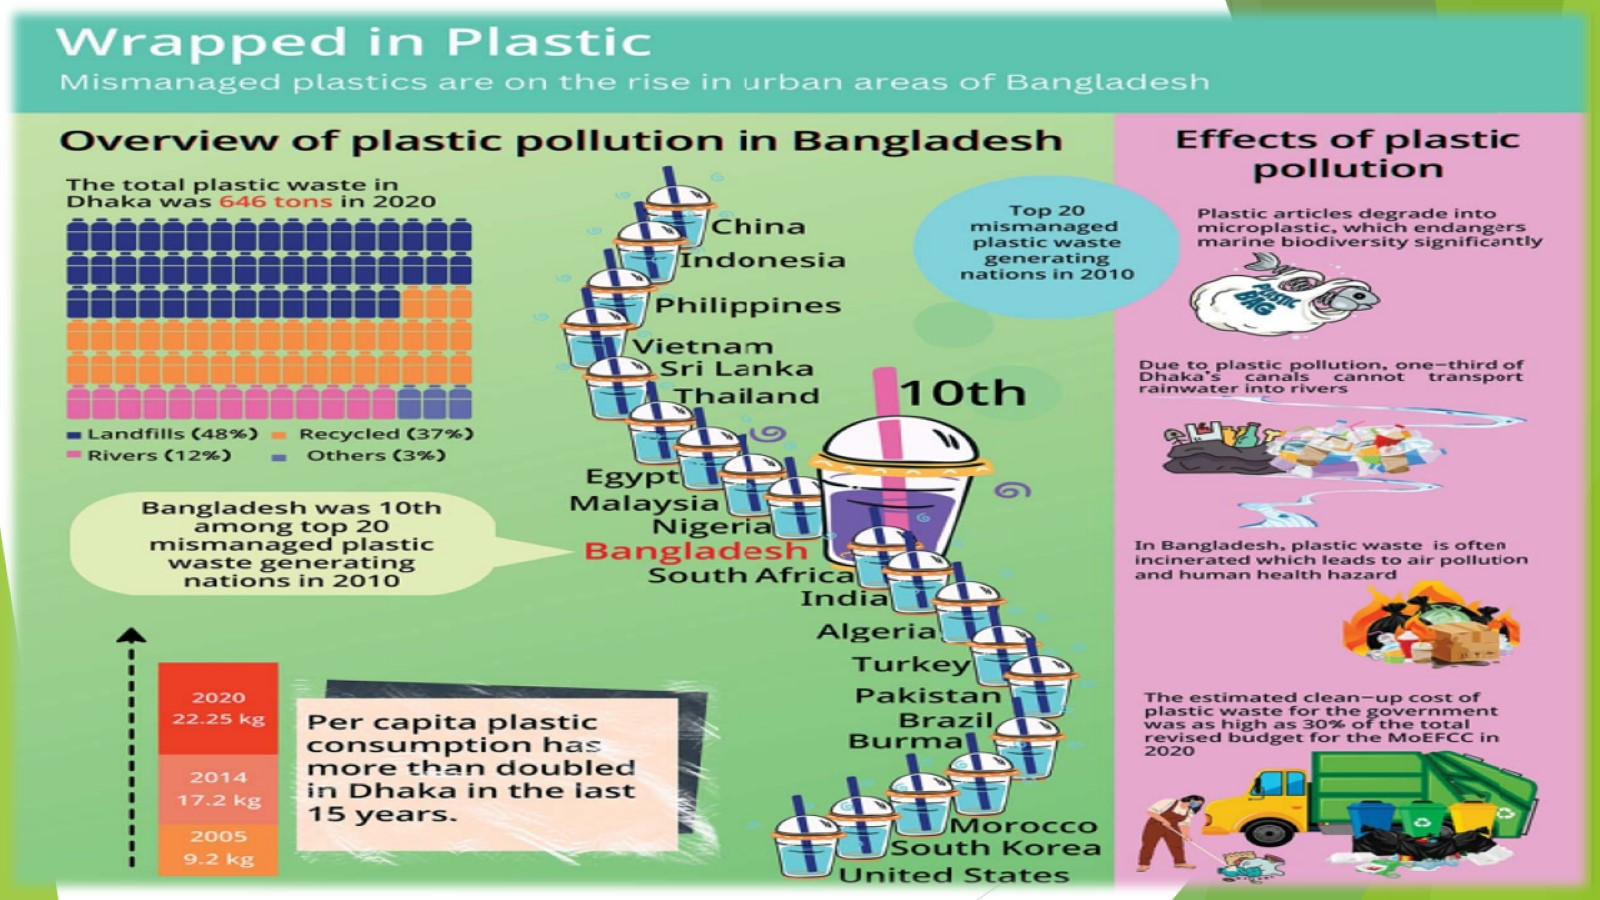 Wrapped in Plastic
Mismanaged plastics are on the rise in urban areas of Bangladesh
Overview of plastic pollution in Bangladesh
The total plastic waste in
Dhaka was 646 tons in 2020
Landfills (48%)
Recycled (37%)
Rivers (12%)
Others (3%)
Bangladesh was 10th
among top 20
mismanaged plastic
waste generating
nations in 2010
2020
22.25 kg
2014
17.2 kg
2005
9.2 kg
Per capita plastic
consumption has
more than doubled
in Dhaka in the last
15 years.
China
Indonesia
Philippines
Vietnam
Sri Lanka
Thailand
Egypt
Malaysia
Nigeria
Bangladesh
10th
South Africa
India
Algeria
Turkey
Pakistan
Brazil
Burma
Morocco
South Korea
United States
Top 20
mismanaged
plastic waste
generating
nations in 2010
Effects of plastic
pollution
Plastic articles degrade into
microplastic, which endangers
marine biodiversity significantly
PLASTIC
BAG
Due to plastic pollution, one-third of
Dhaka's canals cannot transport
rainwater into rivers
In Bangladesh, plastic waste is often
incinerated which leads to air pollution
and human health hazard
The estimated clean-up cost of
plastic waste for the government
was as high as 30% of the total
revised budget for the MoEFCC in
2020